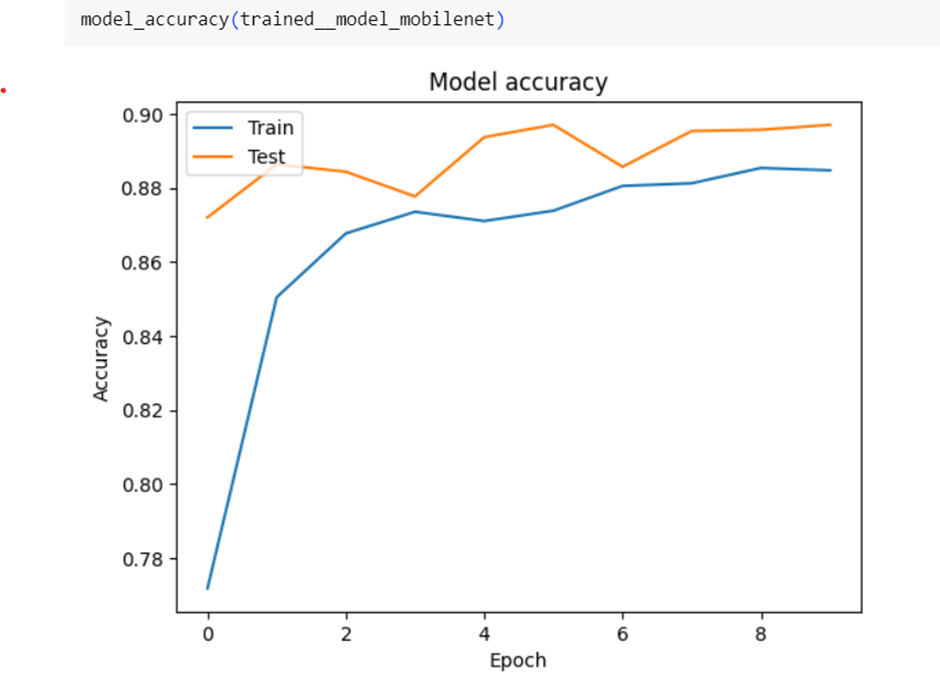 model_accuracy(trained__model_mobilenet)
Model accuracy
Train
Test
Accuracy
0.90
0.88
0.86
0.84
0.82
0.80
0.78
0 2 4 6 8
Epoch